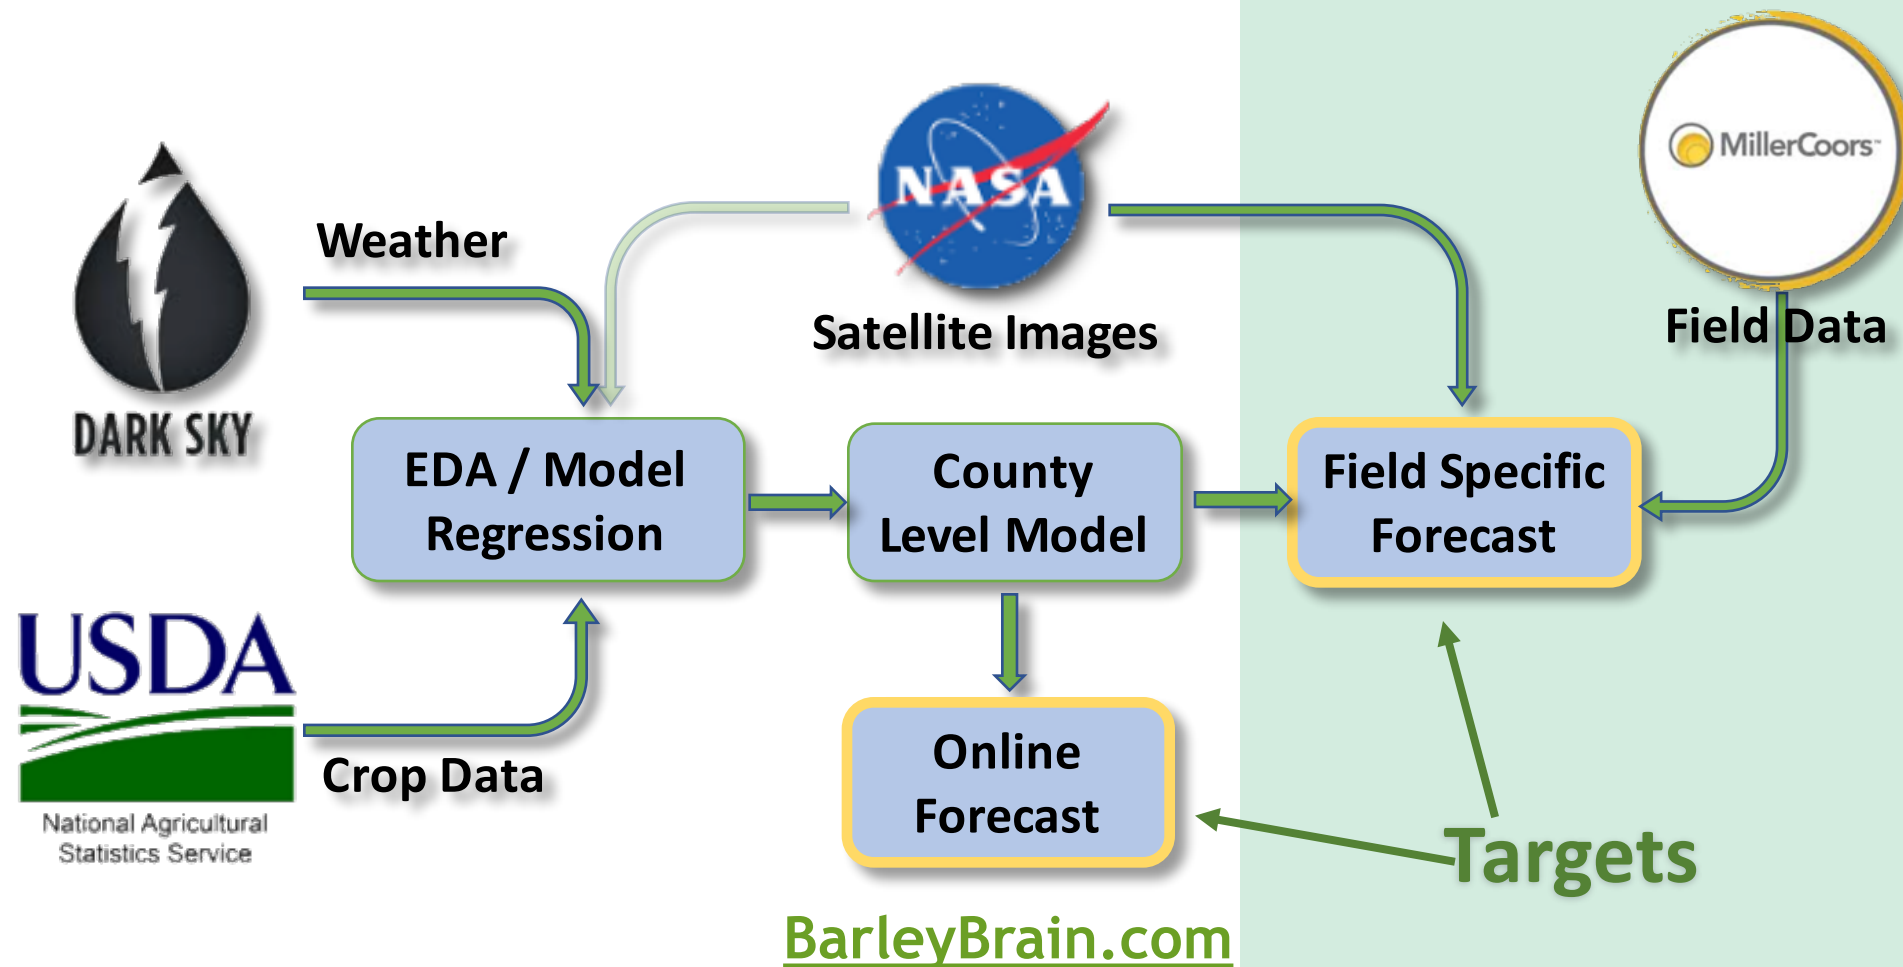 NASA
MillerCoors™
Weather
Satellite Images
Field Data
DARK SKY
EDA / Model
Regression
County
Level Model
Field Specific
Forecast
USDA
National Agricultural
Statistics Service
Crop Data
Online
Forecast
Targets
BarleyBrain.com